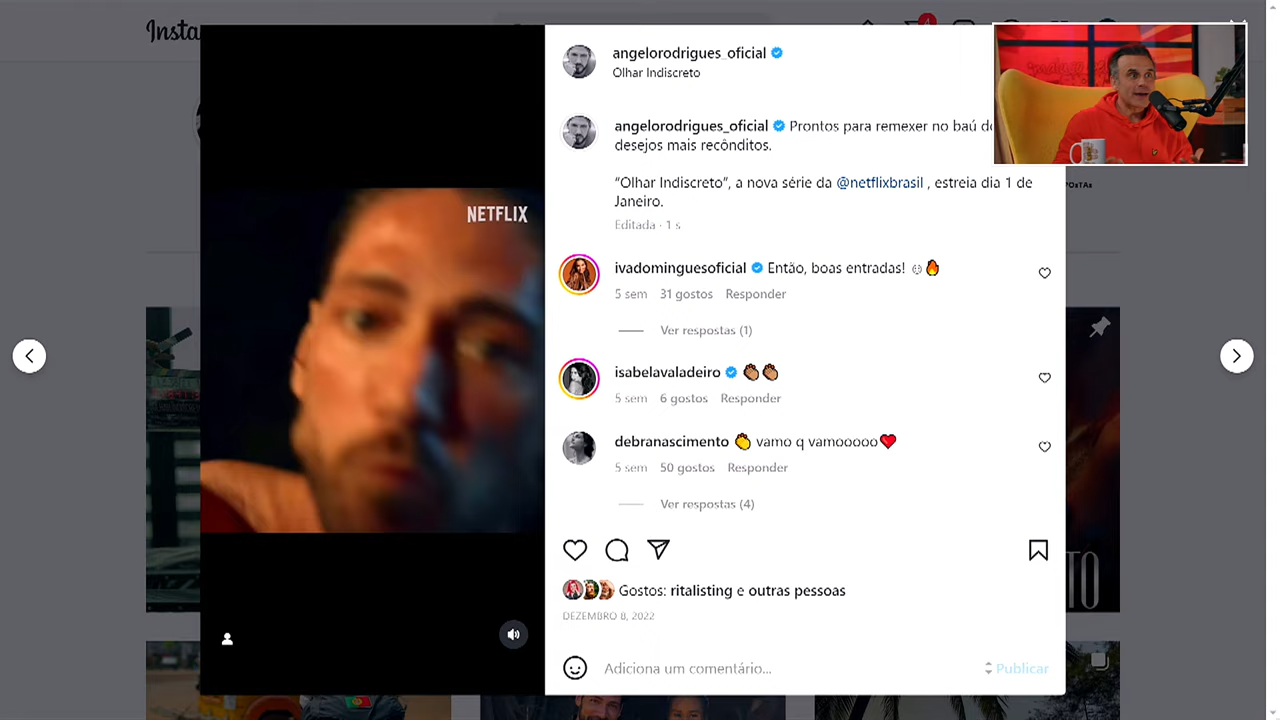 Insta
4
angelorodrigues_oficial
Olhar Indiscreto
angelorodrigues_oficial Prontos para remexer no baú d
desejos mais recônditos.
“Olhar Indiscreto”, a nova série da @netflixbrasil , estreia dia 1 de
Janeiro.
Editada · 1 s
NETFLIX
ivadominguesoficial Então, boas entradas! 😉🔥
5 sem 31 gostos Responder
Ver respostas (1)
isabelavaladeiro 👏🏽👏🏽
5 sem 6 gostos Responder
debranascimento 👏 vamo q vamooooo❤️
5 sem 50 gostos Responder
Ver respostas (4)
TO
Gostos: ritalisting e outras pessoas
DEZEMBRO 8, 2022
Adiciona um comentário...
Publicar